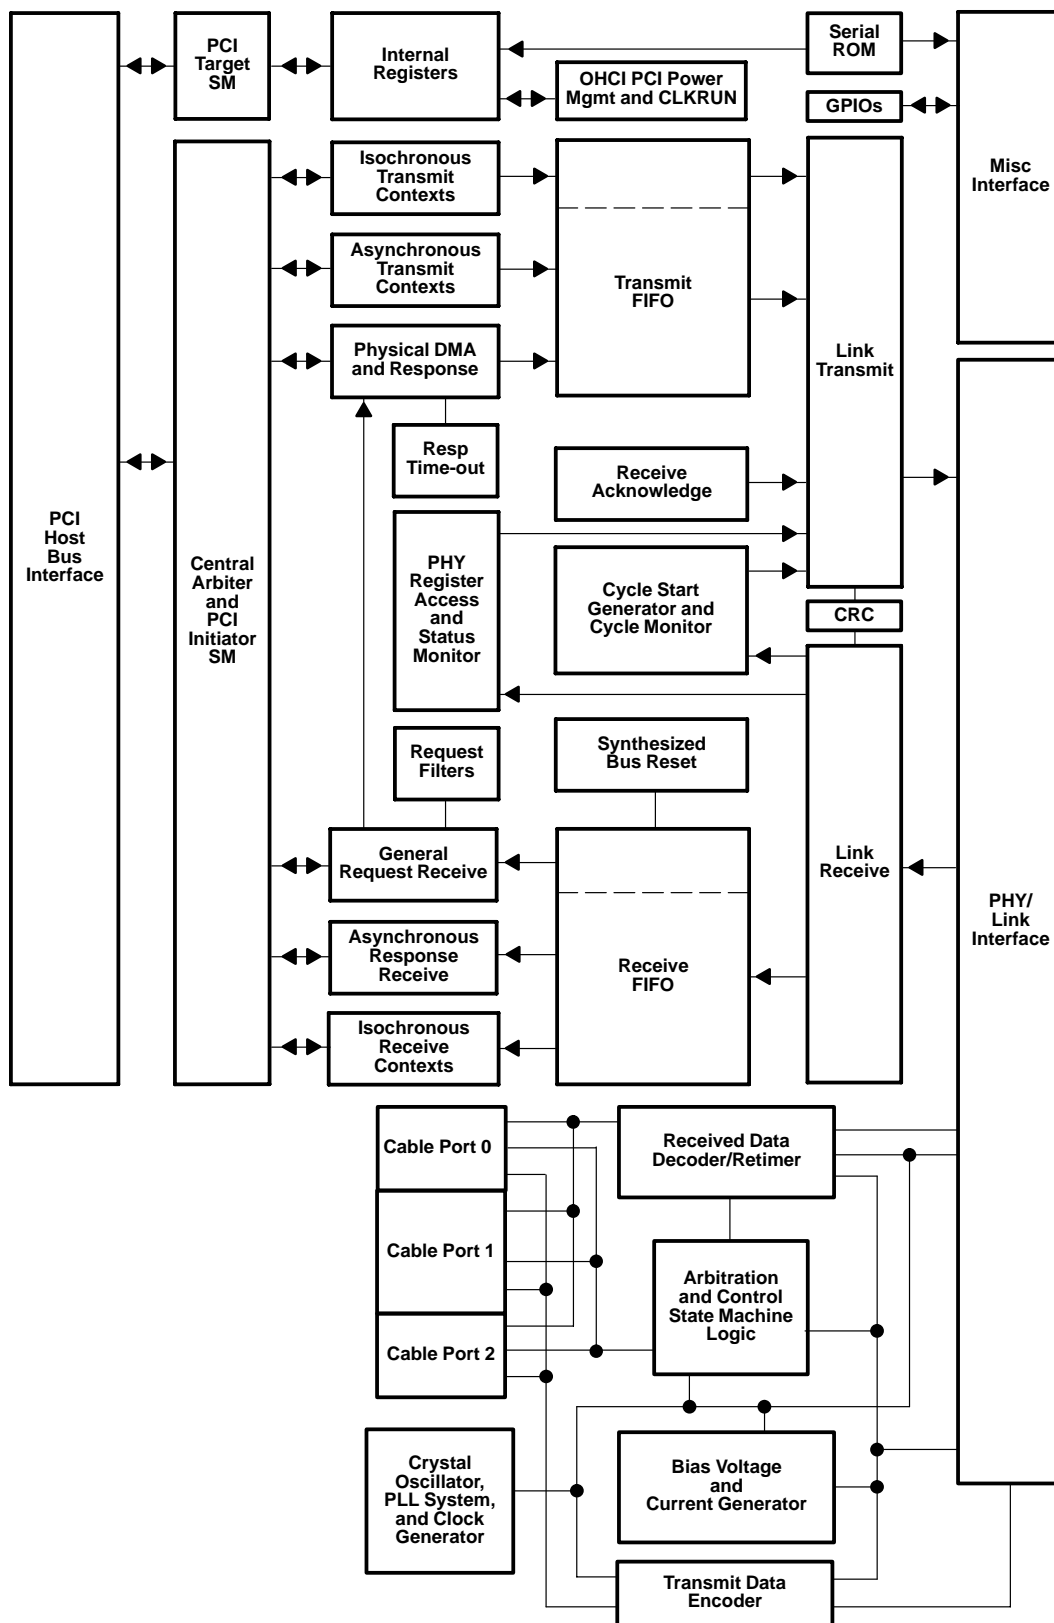 PCI
Target
SM
Internal
Registers
Serial
ROM
OHCI PCI Power
Mgmt and CLKRUN
GPIOs
Misc
Interface
Isochronous
Transmit
Contexts
Asynchronous
Transmit
Contexts
Transmit
FIFO
Physical DMA
and Response
Link
Transmit
Resp
Time-out
Receive
Acknowledge
PCI
Host
Bus
Interface
Central
Arbiter
and
PCI
Initiator
SM
PHY
Register
Access
and
Status
Monitor
Cycle Start
Generator and
Cycle Monitor
CRC
Request
Filters
Synthesized
Bus Reset
General
Request Receive
Link
Receive
PHY/
Link
Interface
Asynchronous
Response
Receive
Receive
FIFO
Isochronous
Receive
Contexts
Cable Port 0
Received Data
Decoder/Retimer
Cable Port 1
Arbitration
and Control
State Machine
Logic
Cable Port 2
Crystal
Oscillator,
PLL System,
and Clock
Generator
Bias Voltage
and
Current Generator
Transmit Data
Encoder